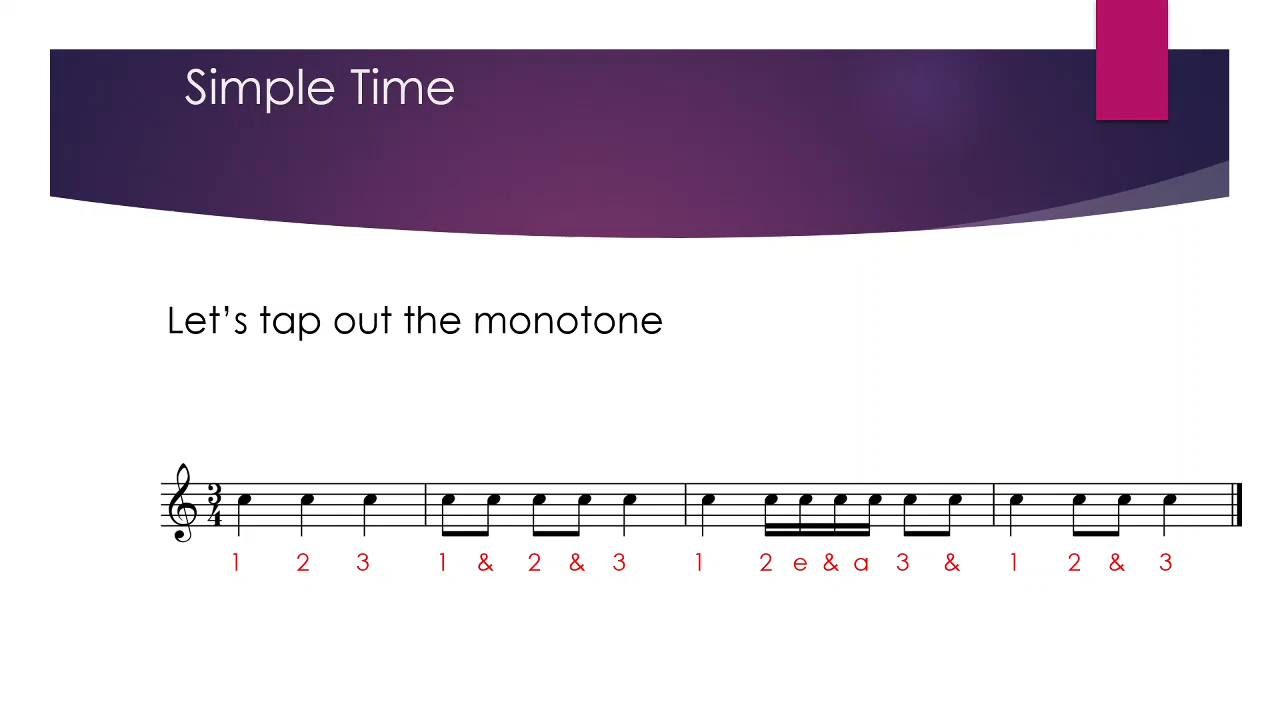 Simple Time
Let’s tap out the monotone
3
4
1 2 3 1 & 2 & 3 1 2 e & a 3 & 1 2 & 3